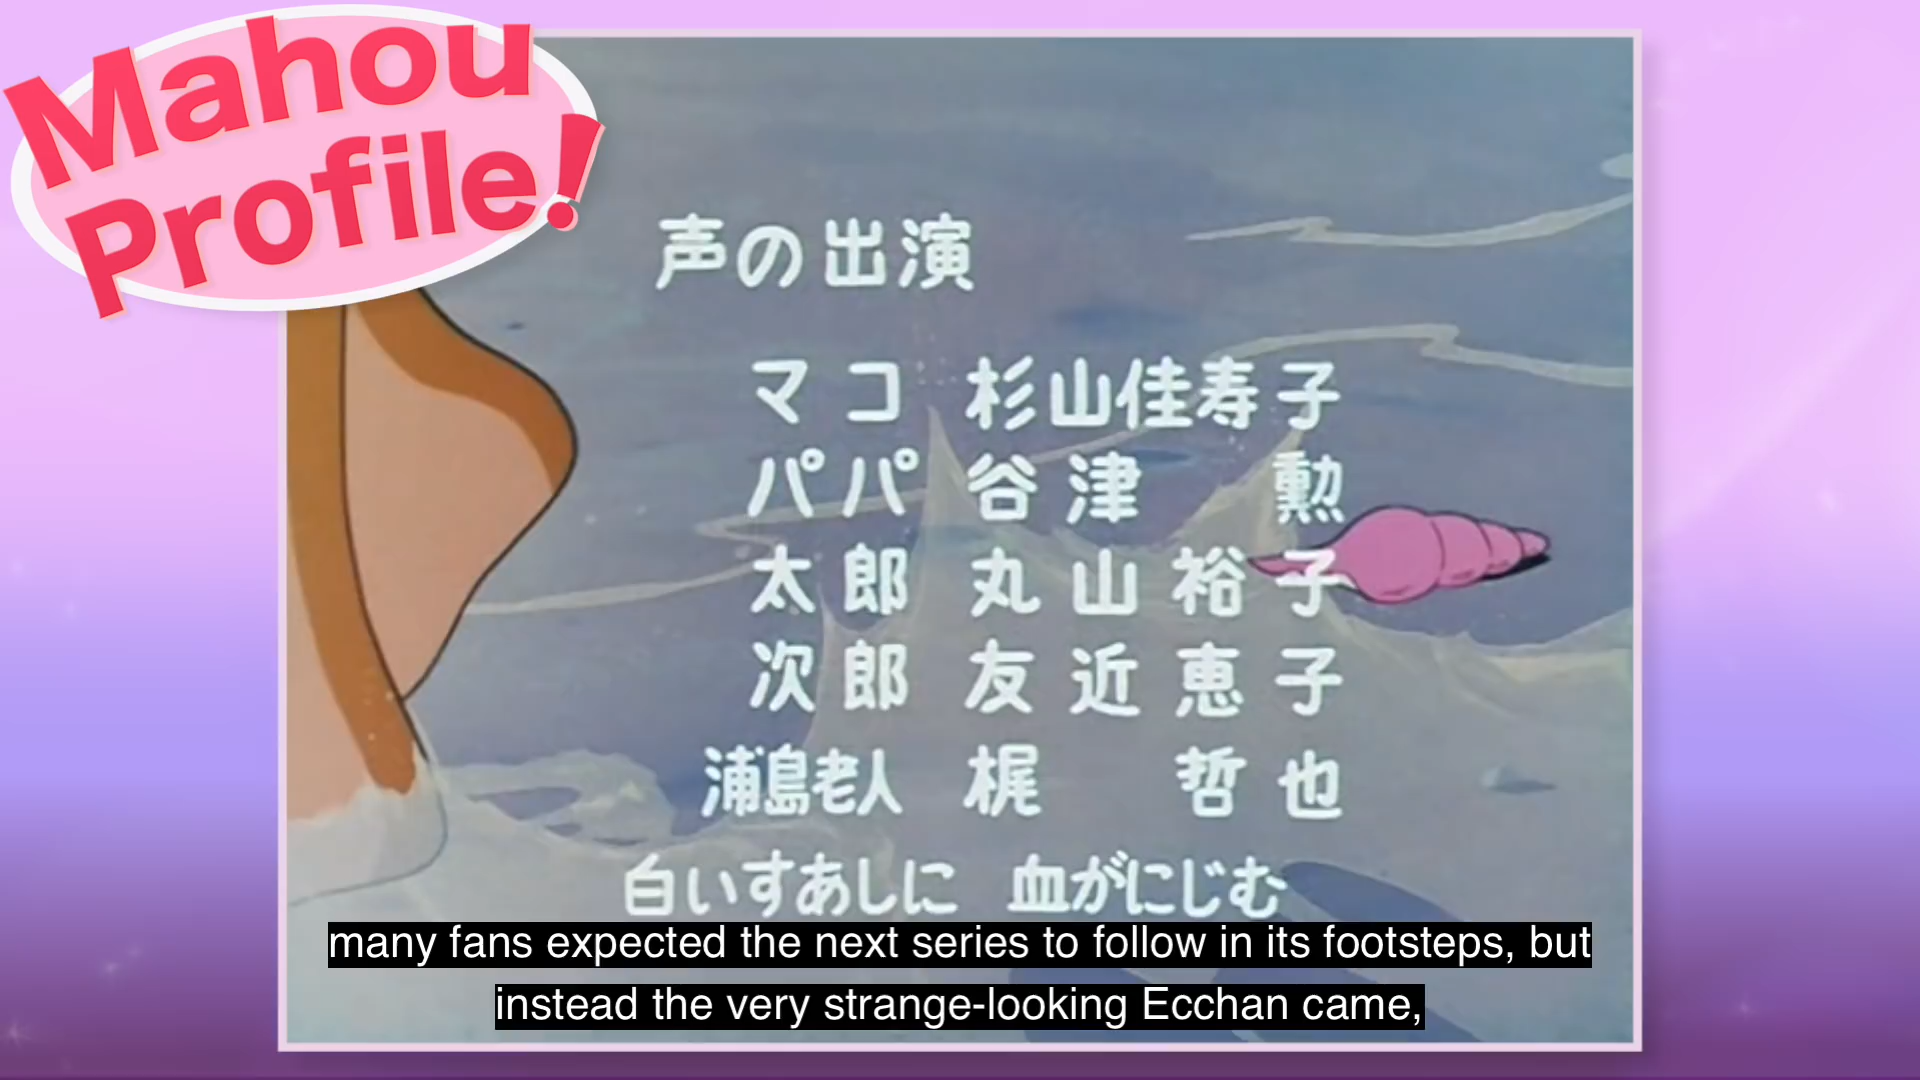 Mahou
Profile!
声の出演
マコ 杉山佳寿子
パパ 谷津 勲
太郎 丸山裕子
次郎 友近恵子
浦島老人 梶 哲也
白いすあしに 血がにじむ
many fans expected the next series to follow in its footsteps, but
instead the very strange-looking Ecchan came,